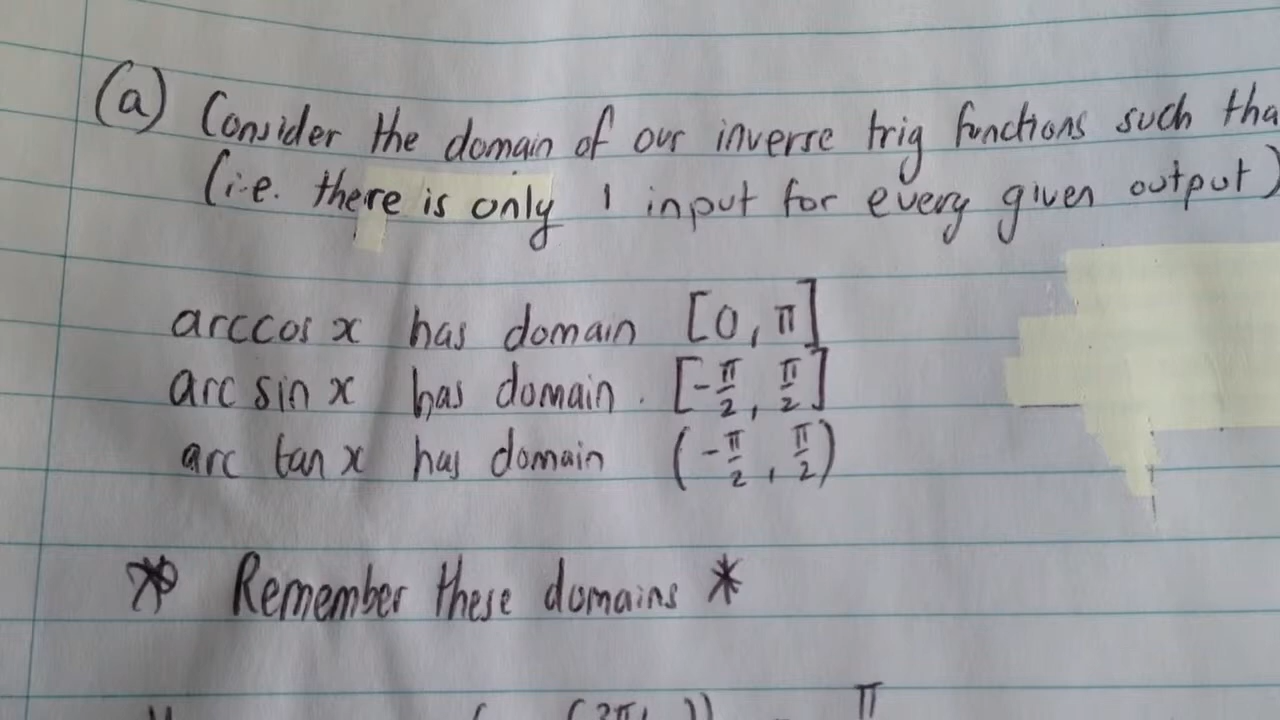 (a) Consider the domain of our inverse trig functions such tha
(i.e. there is only 1 input for every given output)
arccos x has domain [0, π]
arc sin x has domain. [-π/2, π/2]
arc tan x has domain (-π/2, π/2)
* Remember these domains *